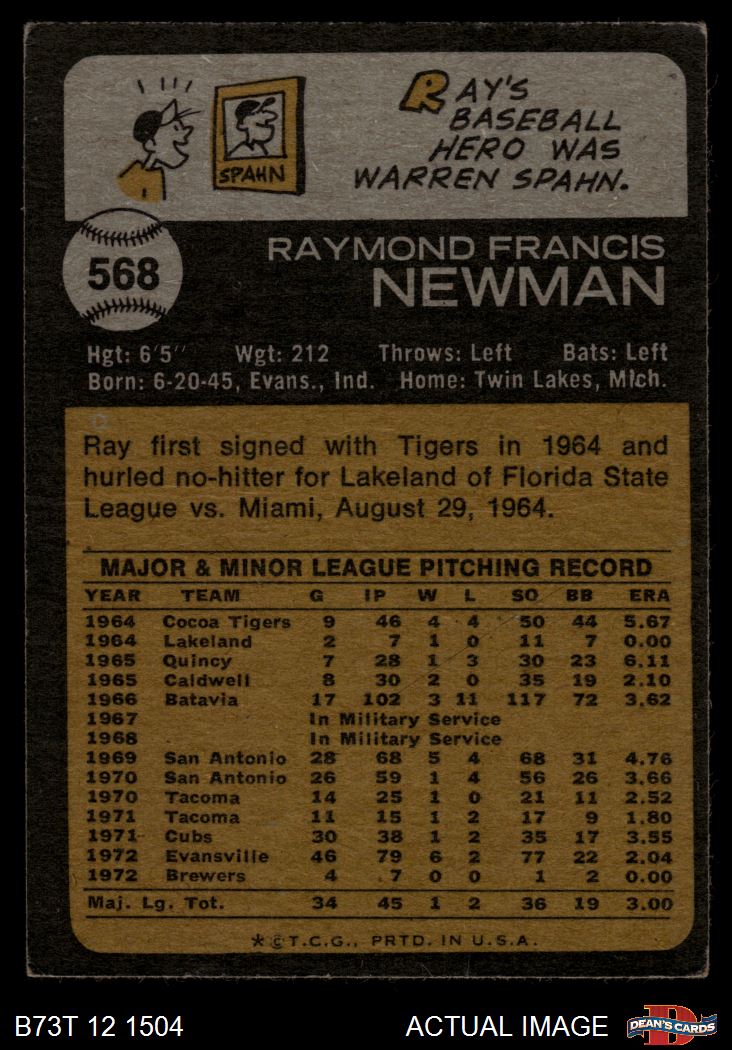 RAY'S
BASEBALL
HERO WAS
WARREN SPAHN.
SPAHN
568
RAYMOND FRANCIS
NEWMAN
Hgt: 6'5" Wgt: 212 Throws: Left Bats: Left
Born: 6-20-45, Evans., Ind. Home: Twin Lakes, Mich.
Ray first signed with Tigers in 1964 and
hurled no-hitter for Lakeland of Florida State
League vs. Miami, August 29, 1964.
MAJOR & MINOR LEAGUE PITCHING RECORD
YEAR TEAM G IP W L SO BB ERA
1964 Cocoa Tigers 9 46 4 4 50 44 5.67
1964 Lakeland 2 7 1 0 11 7 0.00
1965 Quincy 7 28 1 3 30 23 6.11
1965 Caldwell 8 30 2 0 35 19 2.10
1966 Batavia 17 102 3 11 117 72 3.62
1967 In Military Service
1968 In Military Service
1969 San Antonio 28 68 5 4 68 31 4.76
1970 San Antonio 26 59 1 4 56 26 3.66
1970 Tacoma 14 25 1 0 21 11 2.52
1971 Tacoma 11 15 1 2 17 9 1.80
1971 Cubs 30 38 1 2 35 17 3.55
1972 Evansville 46 79 6 2 77 22 2.04
1972 Brewers 4 7 0 0 1 2 0.00
Maj. Lg. Tot. 34 45 1 2 36 19 3.00
*©T.C.G., PRTD. IN U.S.A.
B73T 12 1504 ACTUAL IMAGE
DEAN'S CARDS